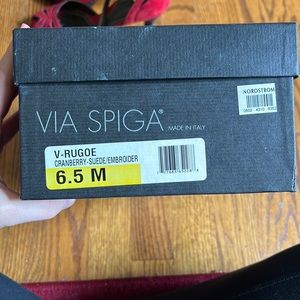 NORDSTROM
VIA SPIGA®
MADE IN ITALY
V-RUGOE
CRANBERRY-SUEDE/EMBROIDER
6.5 M